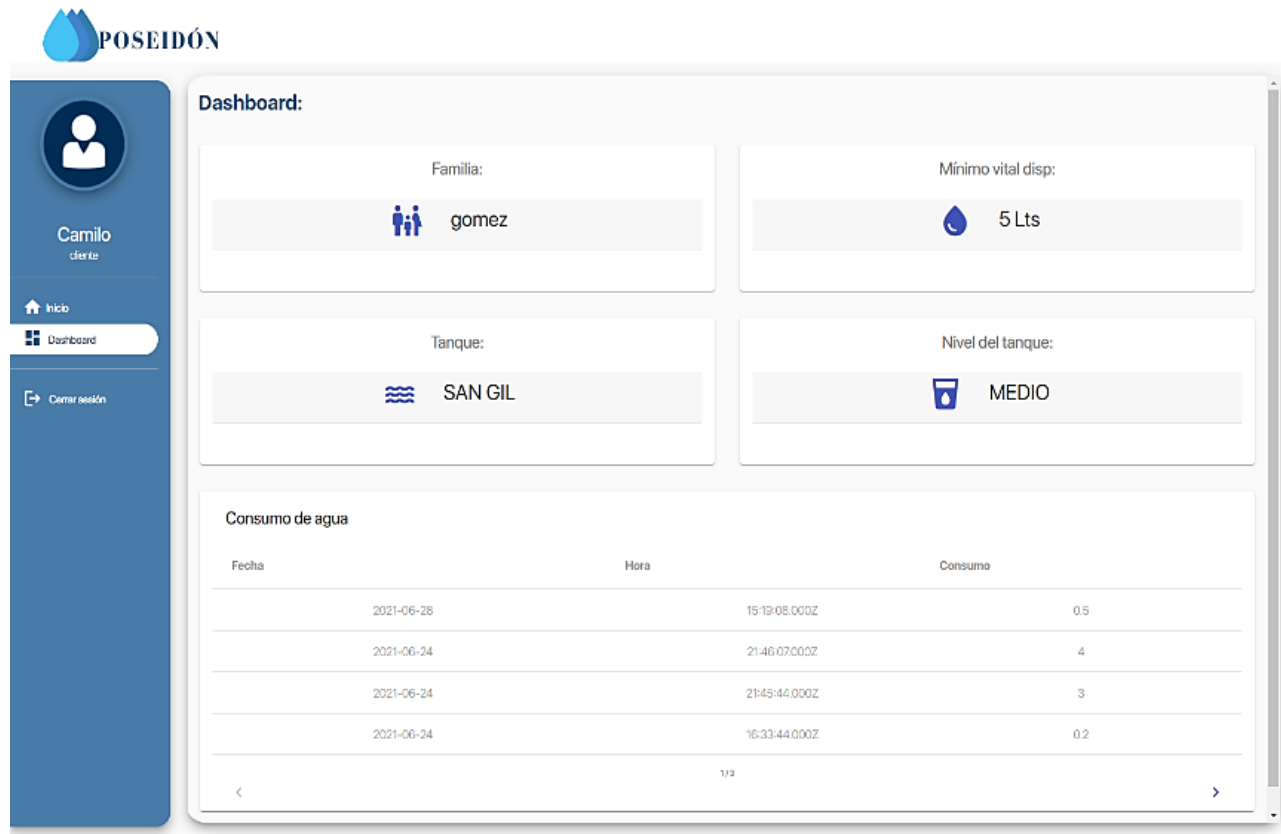 POSEIDÓN
Camilo
cliente
Inicio
Dashboard
Cerrar sesión
Dashboard:
Familia:
gomez
Mínimo vital disp:
5 Lts
Tanque:
SAN GIL
Nivel del tanque:
MEDIO
Consumo de agua
Fecha Hora Consumo
2021-06-28 15:19:08.000Z 0.5
2021-06-24 21:46:07.000Z 4
2021-06-24 21:45:44.000Z 3
2021-06-24 16:33:44.000Z 0.2
1/3